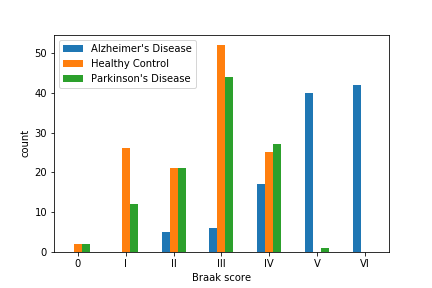 Alzheimer's Disease
Healthy Control
Parkinson's Disease
count
50
40
30
20
10
0
0 I II III IV V VI
Braak score